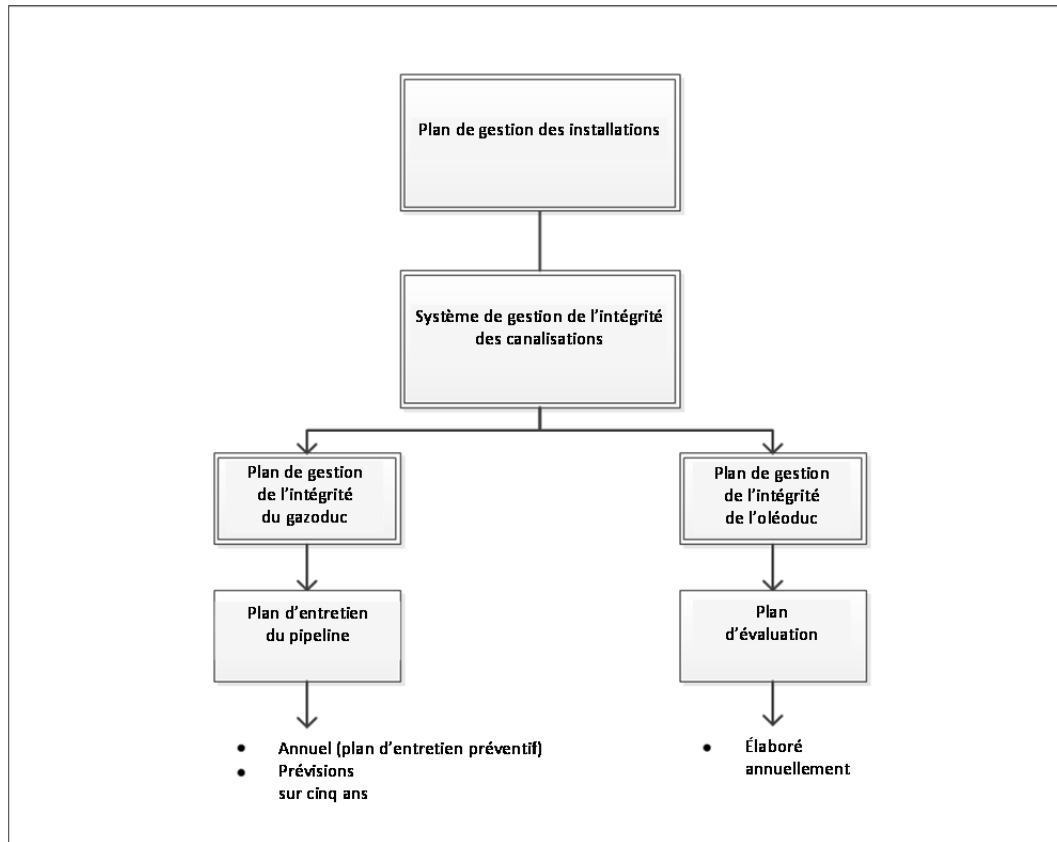 Plan de gestion des installations
Système de gestion de l'intégrité
des canalisations
Plan de gestion
de l'intégrité
du gazoduc
Plan de gestion
de l'intégrité
de l'oléoduc
Plan d'entretien
du pipeline
Plan
d'évaluation
• Annuel (plan d'entretien préventif)
• Prévisions
sur cinq ans
• Élaboré
annuellement